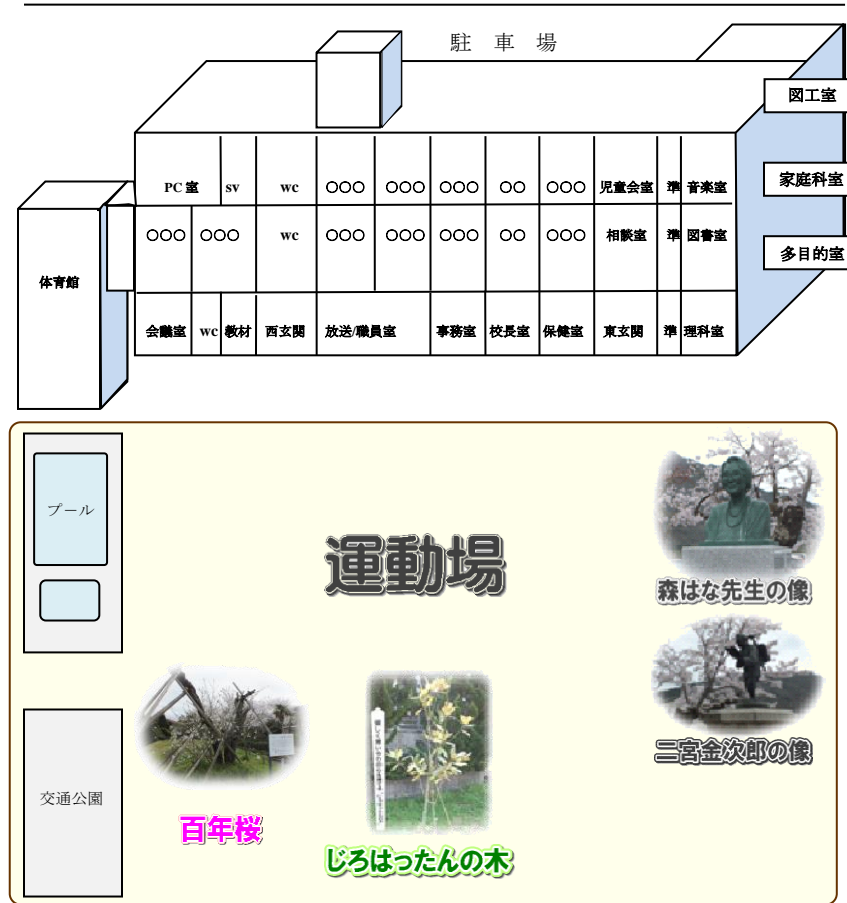 駐 車 場
図工室
PC 室 sv wc ○○○ ○○○ ○○○ ○○ ○○○ 児童会室 準 音楽室
家庭科室
○○○ ○○○ wc ○○○ ○○○ ○○○ ○○ ○○○ 相談室 準 図書室
多目的室
体育館
会議室 wc 教材 西玄関 放送/職員室 事務室 校長室 保健室 東玄関 準 理科室
プール
運動場
森はな先生の像
二宮金次郎の像
交通公園
百年桜
じろはったんの木